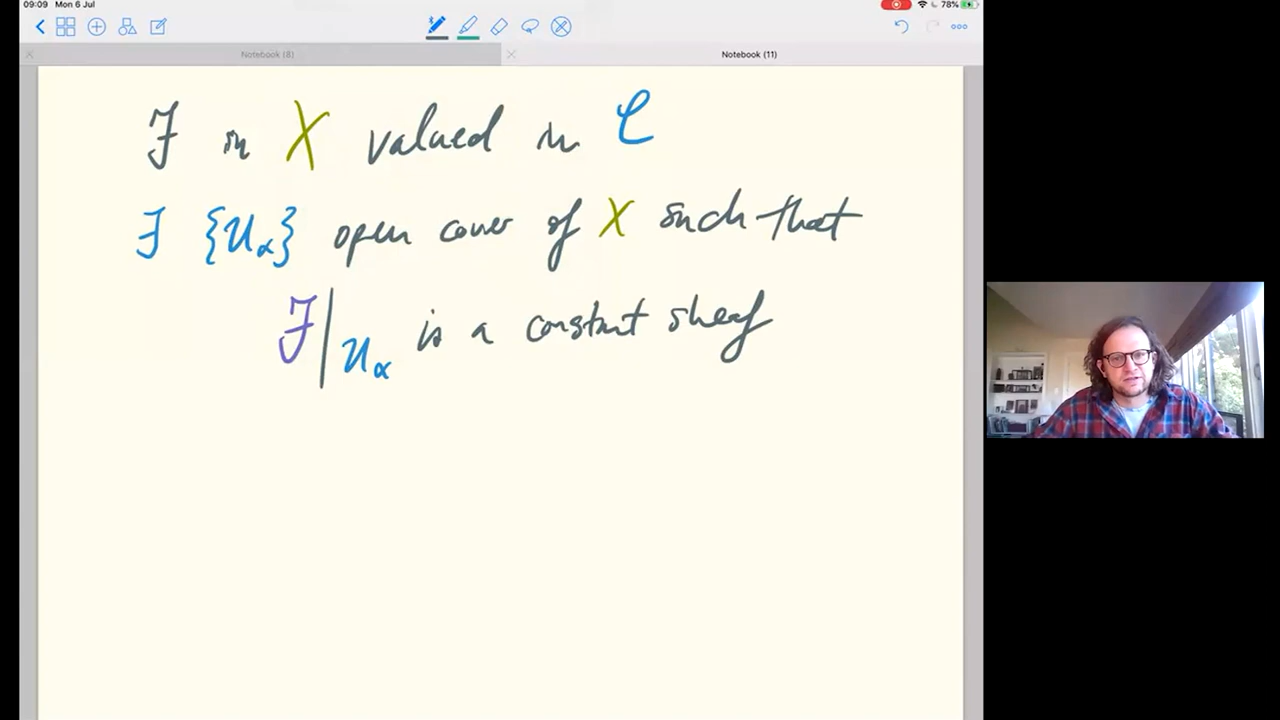 09:09 Mon 6 Jul
78%
Notebook (8)
Notebook (11)
ℱ in X valued in 𝒞
∃ {U_α} open cover of X such that
ℱ|_{U_α} is a constant sheaf